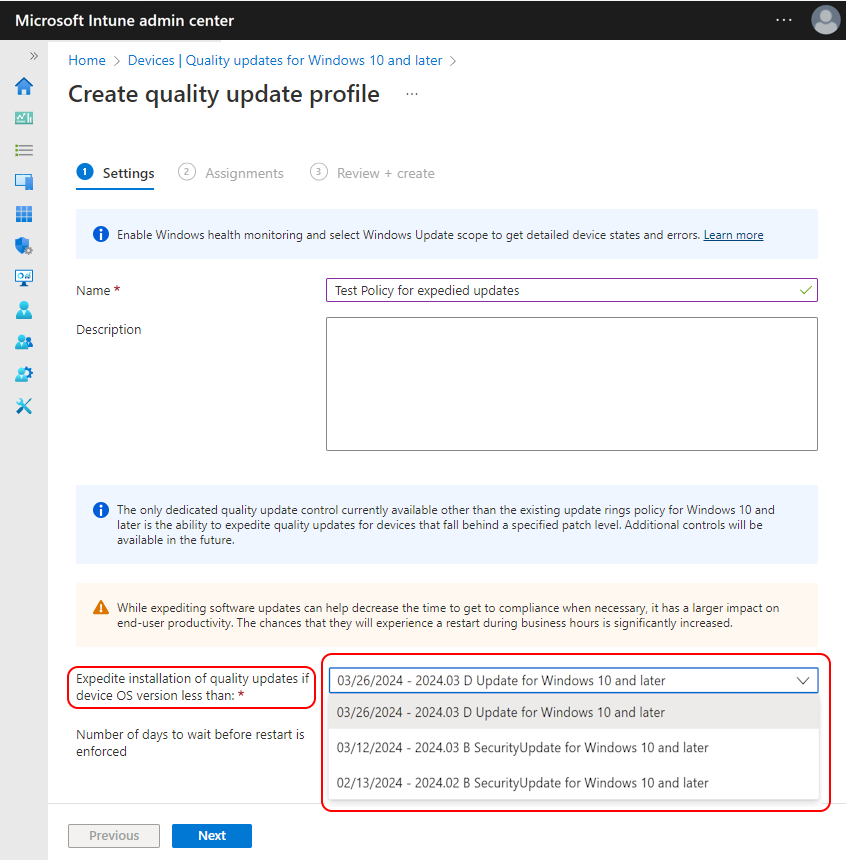 Microsoft Intune admin center
Home > Devices | Quality updates for Windows 10 and later >
Create quality update profile
1 Settings 2 Assignments 3 Review + create
Enable Windows health monitoring and select Windows Update scope to get detailed device states and errors. Learn more
Name *
Test Policy for expedied updates
Description
The only dedicated quality update control currently available other than the existing update rings policy for Windows 10 and
later is the ability to expedite quality updates for devices that fall behind a specified patch level. Additional controls will be
available in the future.
While expediting software updates can help decrease the time to get to compliance when necessary, it has a larger impact on
end-user productivity. The chances that they will experience a restart during business hours is significantly increased.
Expedite installation of quality updates if
device OS version less than: *
03/26/2024 - 2024.03 D Update for Windows 10 and later
03/26/2024 - 2024.03 D Update for Windows 10 and later
03/12/2024 - 2024.03 B SecurityUpdate for Windows 10 and later
02/13/2024 - 2024.02 B SecurityUpdate for Windows 10 and later
Number of days to wait before restart is
enforced
Previous
Next